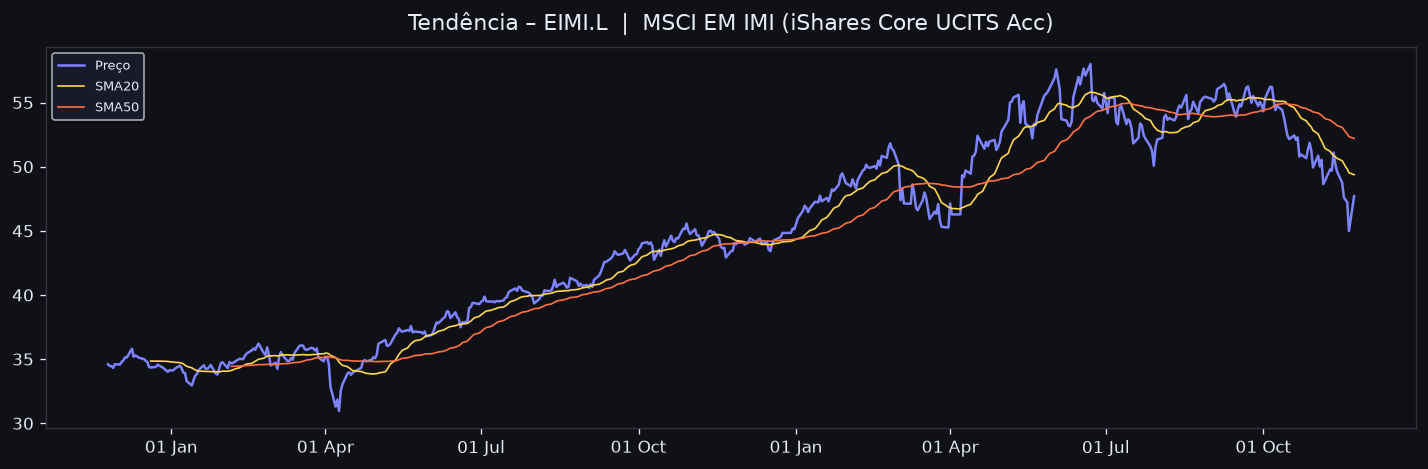 Tendência – EIMI.L | MSCI EM IMI (iShares Core UCITS Acc)
Preço
SMA20
SMA50
55
50
45
40
35
30
01 Jan
01 Apr
01 Jul
01 Oct
01 Jan
01 Apr
01 Jul
01 Oct